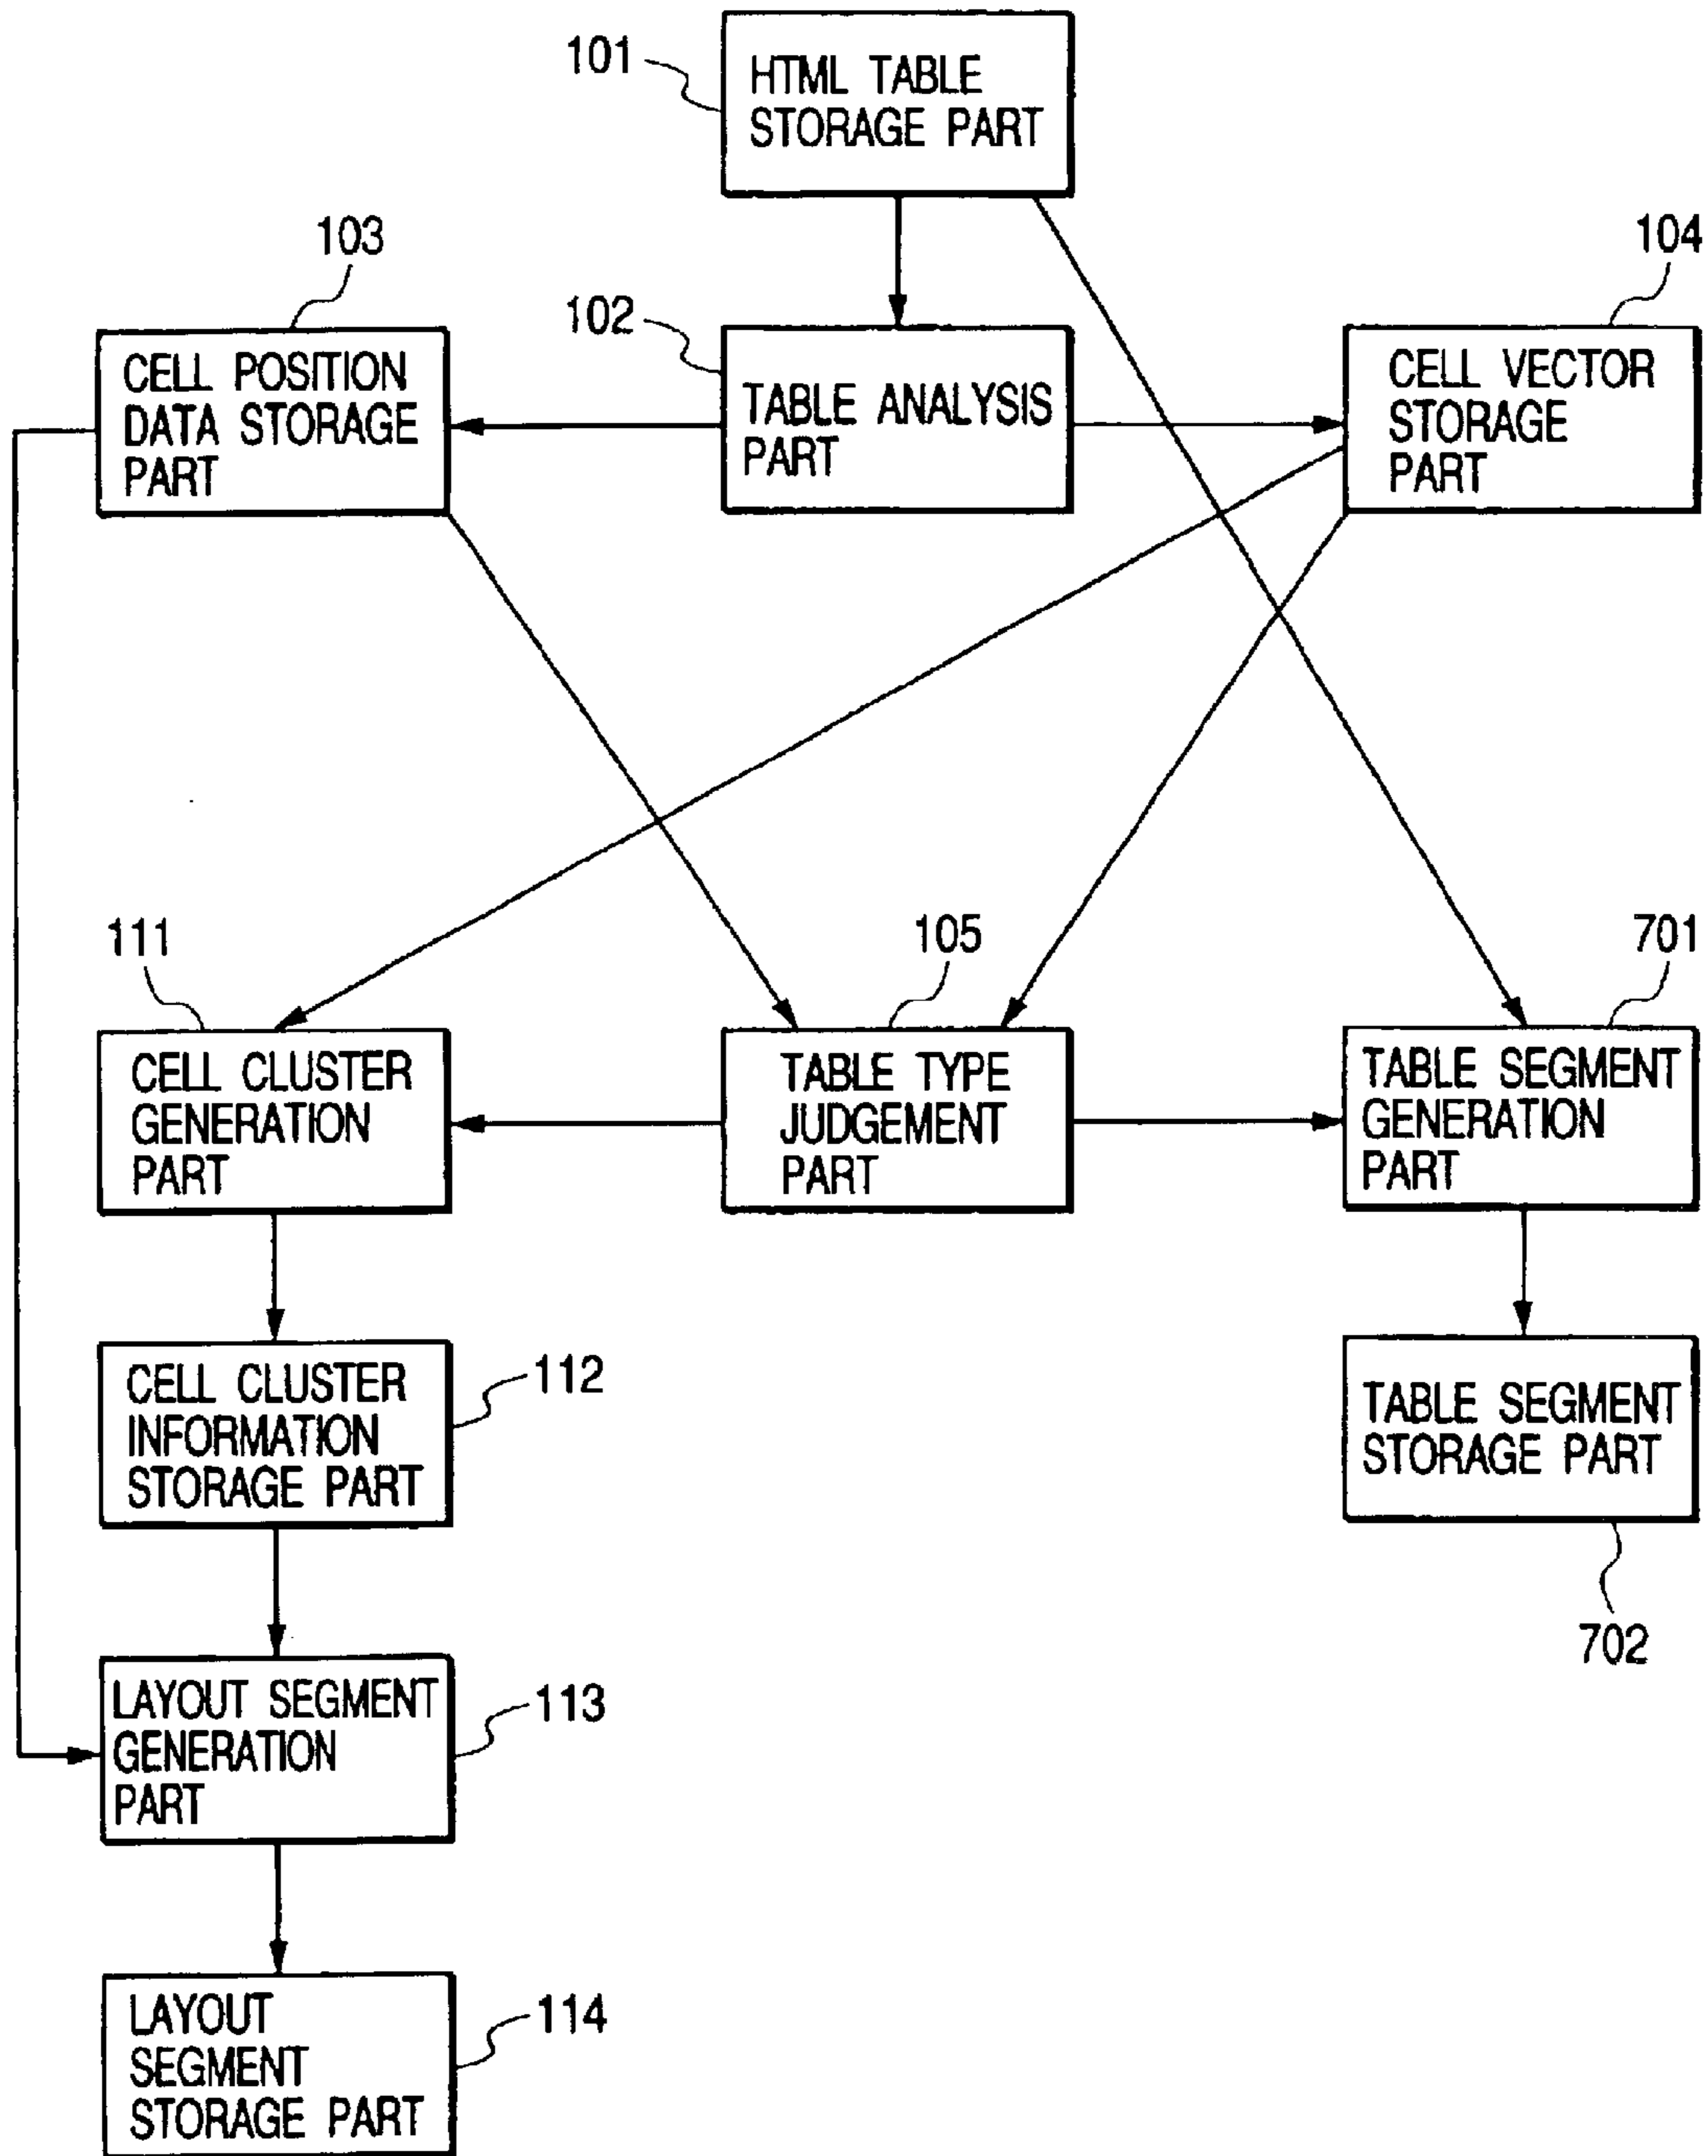 101
HTML TABLE
STORAGE PART
103
104
102
CELL POSITION
DATA STORAGE
PART
TABLE ANALYSIS
PART
CELL VECTOR
STORAGE
PART
111
105
701
CELL CLUSTER
GENERATION
PART
TABLE TYPE
JUDGEMENT
PART
TABLE SEGMENT
GENERATION
PART
CELL CLUSTER
INFORMATION
STORAGE PART
112
TABLE SEGMENT
STORAGE PART
702
LAYOUT SEGMENT
GENERATION
PART
113
LAYOUT
SEGMENT
STORAGE PART
114